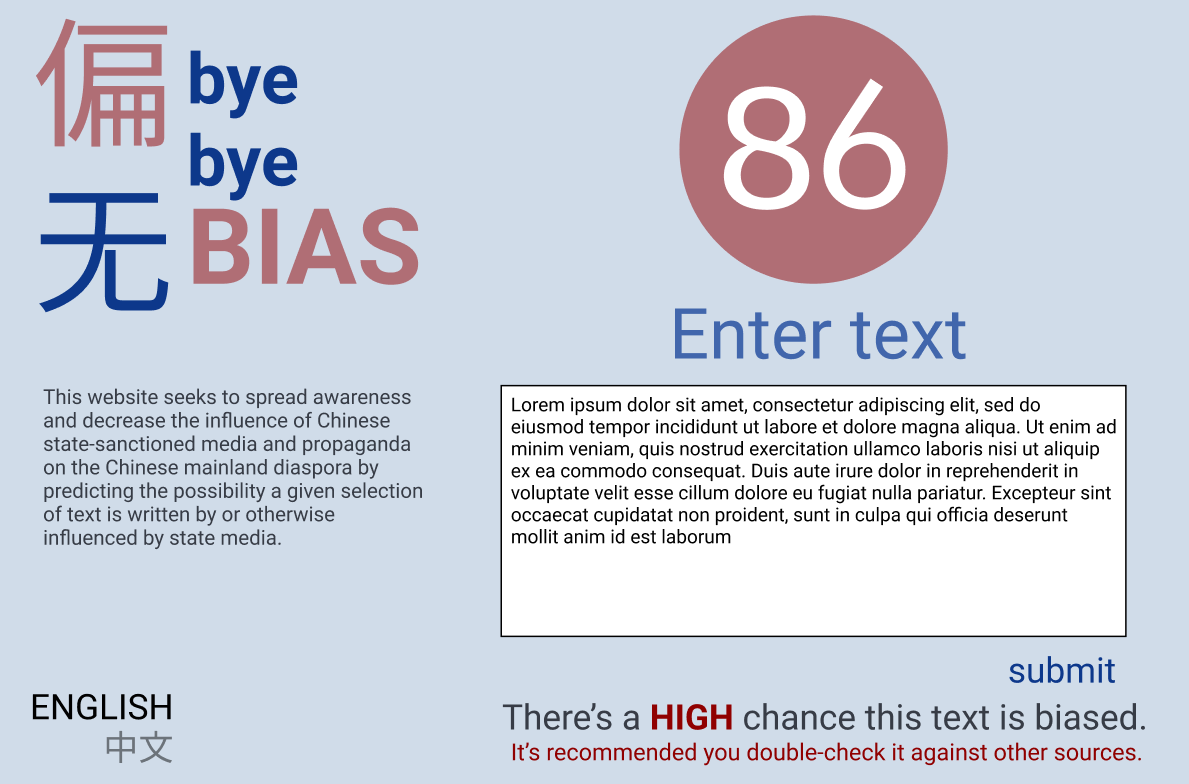 偏
无
bye
bye
BIAS
This website seeks to spread awareness
and decrease the influence of Chinese
state-sanctioned media and propaganda
on the Chinese mainland diaspora by
predicting the possibility a given selection
of text is written by or otherwise
influenced by state media.
ENGLISH
中文
86
Enter text
Lorem ipsum dolor sit amet, consectetur adipiscing elit, sed do
eiusmod tempor incididunt ut labore et dolore magna aliqua. Ut enim ad
minim veniam, quis nostrud exercitation ullamco laboris nisi ut aliquip
ex ea commodo consequat. Duis aute irure dolor in reprehenderit in
voluptate velit esse cillum dolore eu fugiat nulla pariatur. Excepteur sint
occaecat cupidatat non proident, sunt in culpa qui officia deserunt
mollit anim id est laborum
submit
There’s a HIGH chance this text is biased.
It’s recommended you double-check it against other sources.